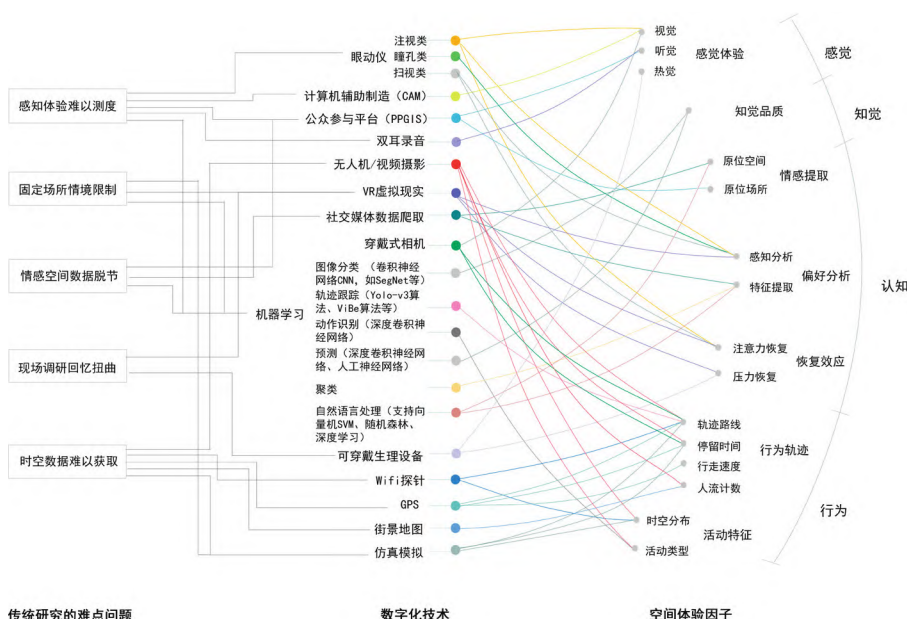 感知体验难以测度
固定场所情境限制
情感空间数据脱节
现场调研回忆扭曲
时空数据难以获取
传统研究的难点问题
注视类
眼动仪 瞳孔类
扫视类
计算机辅助制造（CAM）
公众参与平台（PPGIS）
双耳录音
无人机/视频摄影
VR虚拟现实
社交媒体数据爬取
穿戴式相机
机器学习
图像分类 （卷积神经
网络CNN, 如SegNet等）
轨迹跟踪（Yolo-v3算
法、ViBe算法等）
动作识别（深度卷积神
经网络）
预测（深度卷积神经网
络、人工神经网络）
聚类
自然语言处理（支持向
量机SVM、随机森林、
深度学习）
可穿戴生理设备
Wifi探针
GPS
街景地图
仿真模拟
数字化技术
视觉
听觉
热觉
感觉体验
知觉品质
原位空间
原位场所
情感提取
感知分析
特征提取
偏好分析
注意力恢复
压力恢复
恢复效应
轨迹路线
停留时间
行走速度
人流计数
行为轨迹
时空分布
活动类型
活动特征
空间体验因子
感觉
知觉
认知
行为